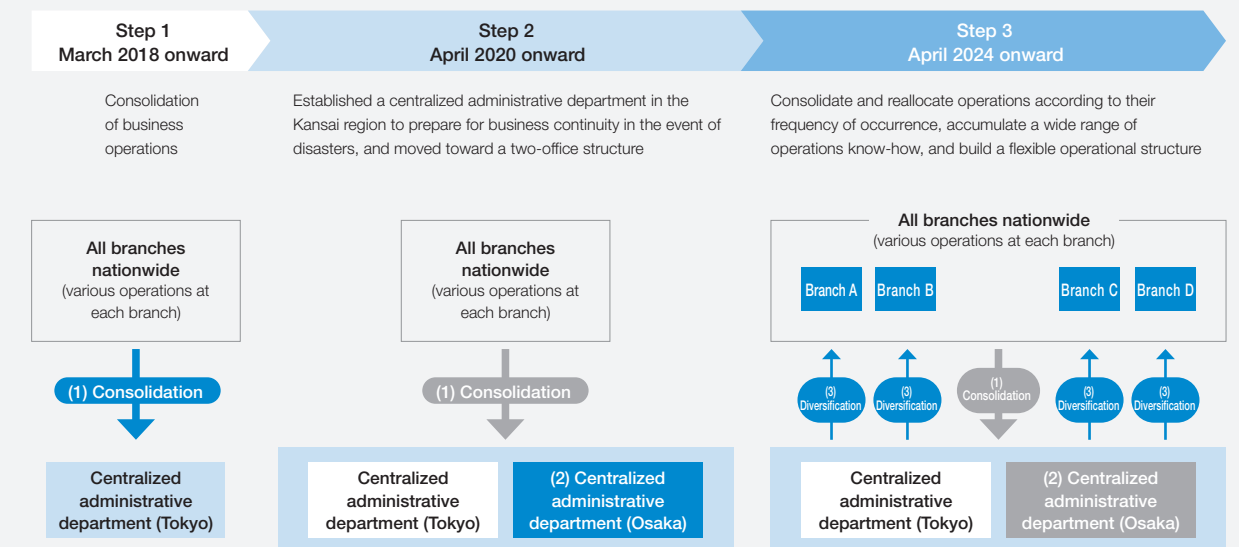 Step 1
March 2018 onward
Step 2
April 2020 onward
Step 3
April 2024 onward
Consolidation
of business
operations
Established a centralized administrative department in the
Kansai region to prepare for business continuity in the event of
disasters, and moved toward a two-office structure
Consolidate and reallocate operations according to their
frequency of occurrence, accumulate a wide range of
operations know-how, and build a flexible operational structure
All branches
nationwide
(various operations at
each branch)
(1) Consolidation
Centralized
administrative
department (Tokyo)
All branches
nationwide
(various operations at
each branch)
(1) Consolidation
Centralized
administrative
department (Tokyo)
(2) Centralized
administrative
department (Osaka)
All branches nationwide
(various operations at each branch)
Branch A
Branch B
Branch C
Branch D
(3)
Diversification
(3)
Diversification
(1)
Consolidation
(3)
Diversification
(3)
Diversification
Centralized
administrative
department (Tokyo)
(2) Centralized
administrative
department (Osaka)